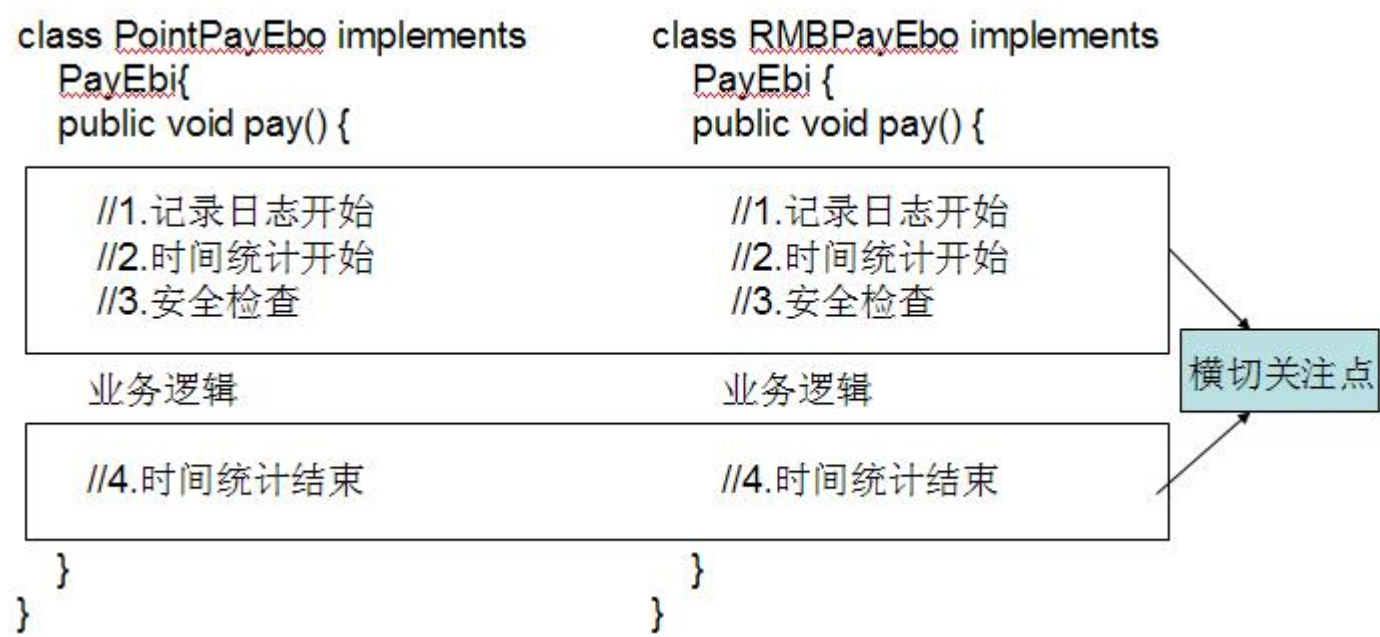 class PointPayEbo implements
PayEbi{
public void pay() {
//1.记录日志开始
//2.时间统计开始
//3.安全检查
业务逻辑
//4.时间统计结束
}
}
class RMBPayEbo implements
PayEbi {
public void pay() {
//1.记录日志开始
//2.时间统计开始
//3.安全检查
业务逻辑
//4.时间统计结束
}
}
横切关注点